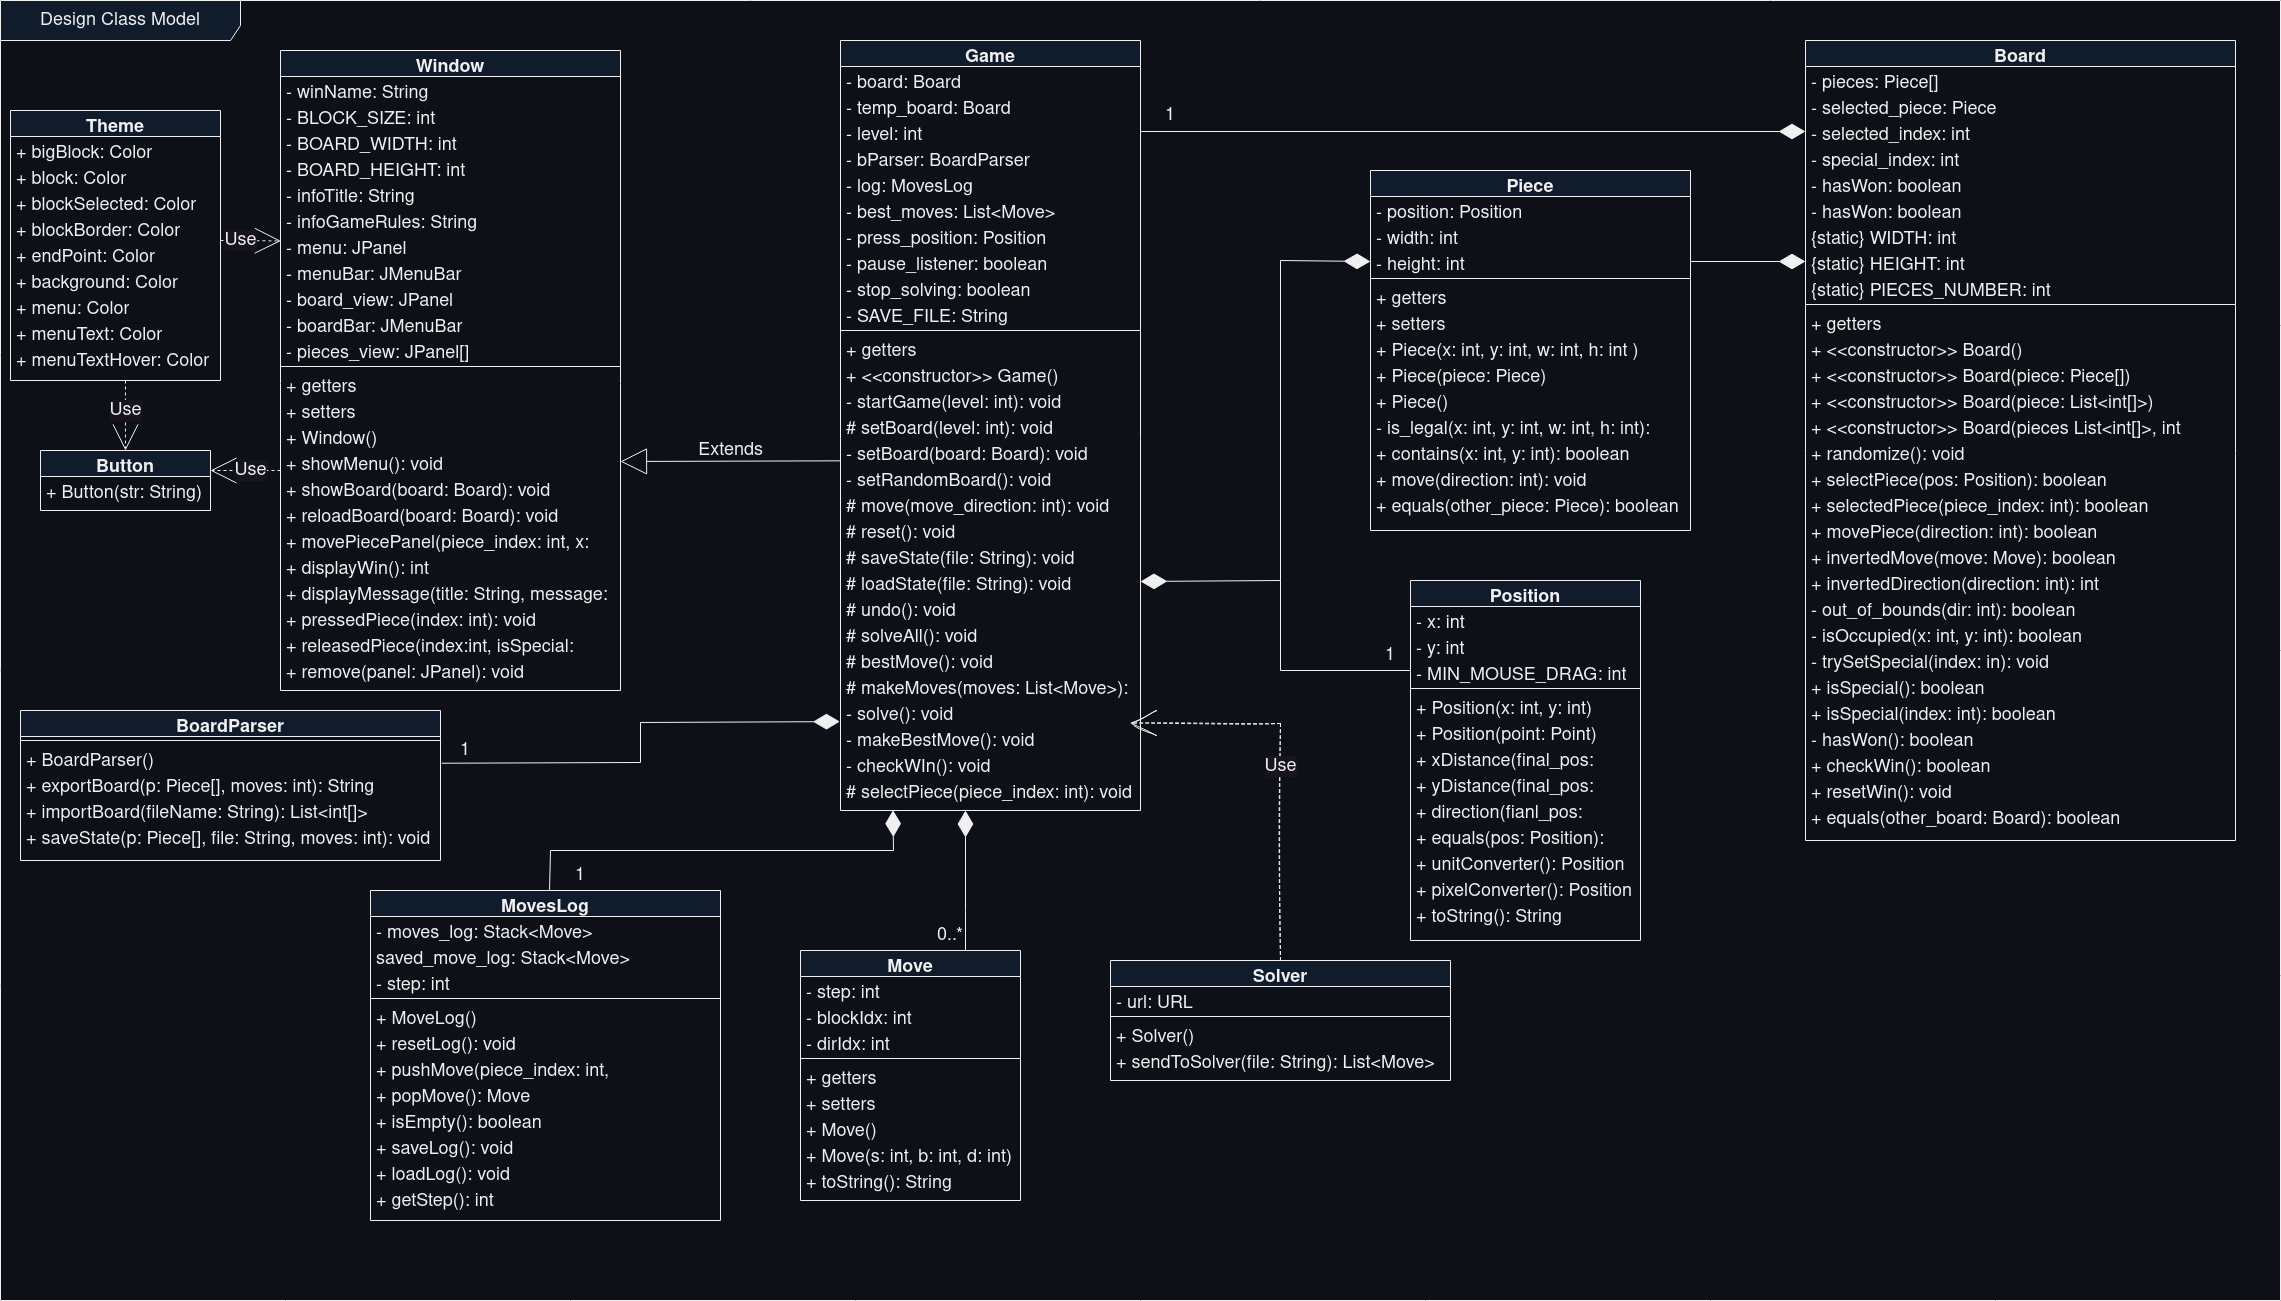 Design Class Model
Theme
+ bigBlock: Color
+ block: Color
+ blockSelected: Color
+ blockBorder: Color
+ endPoint: Color
+ background: Color
+ menu: Color
+ menuText: Color
+ menuTextHover: Color
Use
Use
Button
+ Button(str: String)
Use
Window
- winName: String
- BLOCK_SIZE: int
- BOARD_WIDTH: int
- BOARD_HEIGHT: int
- infoTitle: String
- infoGameRules: String
- menu: JPanel
- menuBar: JMenuBar
- board_view: JPanel
- boardBar: JMenuBar
- pieces_view: JPanel[]
+ getters
+ setters
+ Window()
+ showMenu(): void
+ showBoard(board: Board): void
+ reloadBoard(board: Board): void
+ movePiecePanel(piece_index: int, x:
+ displayWin(): int
+ displayMessage(title: String, message:
+ pressedPiece(index: int): void
+ releasedPiece(index:int, isSpecial:
+ remove(panel: JPanel): void
Extends
Game
- board: Board
- temp_board: Board
- level: int
- bParser: BoardParser
- log: MovesLog
- best_moves: List<Move>
- press_position: Position
- pause_listener: boolean
- stop_solving: boolean
- SAVE_FILE: String
+ getters
+ <<constructor>> Game()
- startGame(level: int): void
# setBoard(level: int): void
- setBoard(board: Board): void
- setRandomBoard(): void
# move(move_direction: int): void
# reset(): void
# saveState(file: String): void
# loadState(file: String): void
# undo(): void
# solveAll(): void
# bestMove(): void
# makeMoves(moves: List<Move>):
- solve(): void
- makeBestMove(): void
- checkWIn(): void
# selectPiece(piece_index: int): void
1
Piece
- position: Position
- width: int
- height: int
+ getters
+ setters
+ Piece(x: int, y: int, w: int, h: int )
+ Piece(piece: Piece)
+ Piece()
- is_legal(x: int, y: int, w: int, h: int):
+ contains(x: int, y: int): boolean
+ move(direction: int): void
+ equals(other_piece: Piece): boolean
Board
- pieces: Piece[]
- selected_piece: Piece
- selected_index: int
- special_index: int
- hasWon: boolean
- hasWon: boolean
{static} WIDTH: int
{static} HEIGHT: int
{static} PIECES_NUMBER: int
+ getters
+ <<constructor>> Board()
+ <<constructor>> Board(piece: Piece[])
+ <<constructor>> Board(piece: List<int[]>)
+ <<constructor>> Board(pieces List<int[]>, int
+ randomize(): void
+ selectPiece(pos: Position): boolean
+ selectedPiece(piece_index: int): boolean
+ movePiece(direction: int): boolean
+ invertedMove(move: Move): boolean
+ invertedDirection(direction: int): int
- out_of_bounds(dir: int): boolean
- isOccupied(x: int, y: int): boolean
- trySetSpecial(index: in): void
+ isSpecial(): boolean
+ isSpecial(index: int): boolean
- hasWon(): boolean
+ checkWin(): boolean
+ resetWin(): void
+ equals(other_board: Board): boolean
1
Position
- x: int
- y: int
- MIN_MOUSE_DRAG: int
+ Position(x: int, y: int)
+ Position(point: Point)
+ xDistance(final_pos:
+ yDistance(final_pos:
+ direction(fianl_pos:
+ equals(pos: Position):
+ unitConverter(): Position
+ pixelConverter(): Position
+ toString(): String
BoardParser
+ BoardParser()
+ exportBoard(p: Piece[], moves: int): String
+ importBoard(fileName: String): List<int[]>
+ saveState(p: Piece[], file: String, moves: int): void
1
1
MovesLog
- moves_log: Stack<Move>
saved_move_log: Stack<Move>
- step: int
+ MoveLog()
+ resetLog(): void
+ pushMove(piece_index: int,
+ popMove(): Move
+ isEmpty(): boolean
+ saveLog(): void
+ loadLog(): void
+ getStep(): int
0..*
Move
- step: int
- blockIdx: int
- dirIdx: int
+ getters
+ setters
+ Move()
+ Move(s: int, b: int, d: int)
+ toString(): String
Use
Solver
- url: URL
+ Solver()
+ sendToSolver(file: String): List<Move>